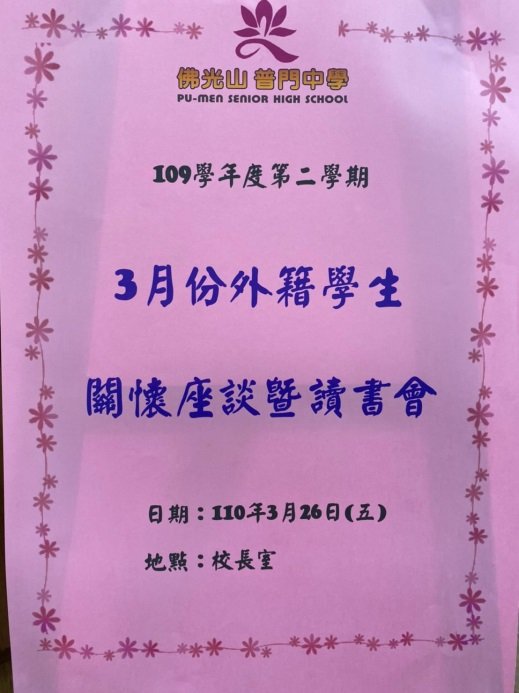 佛光山 普門中學
PU-MEN SENIOR HIGH SCHOOL
109學年度第二學期
3月份外籍學生
關懷座談暨讀書會
日期：110年3月26日(五)
地點：校長室